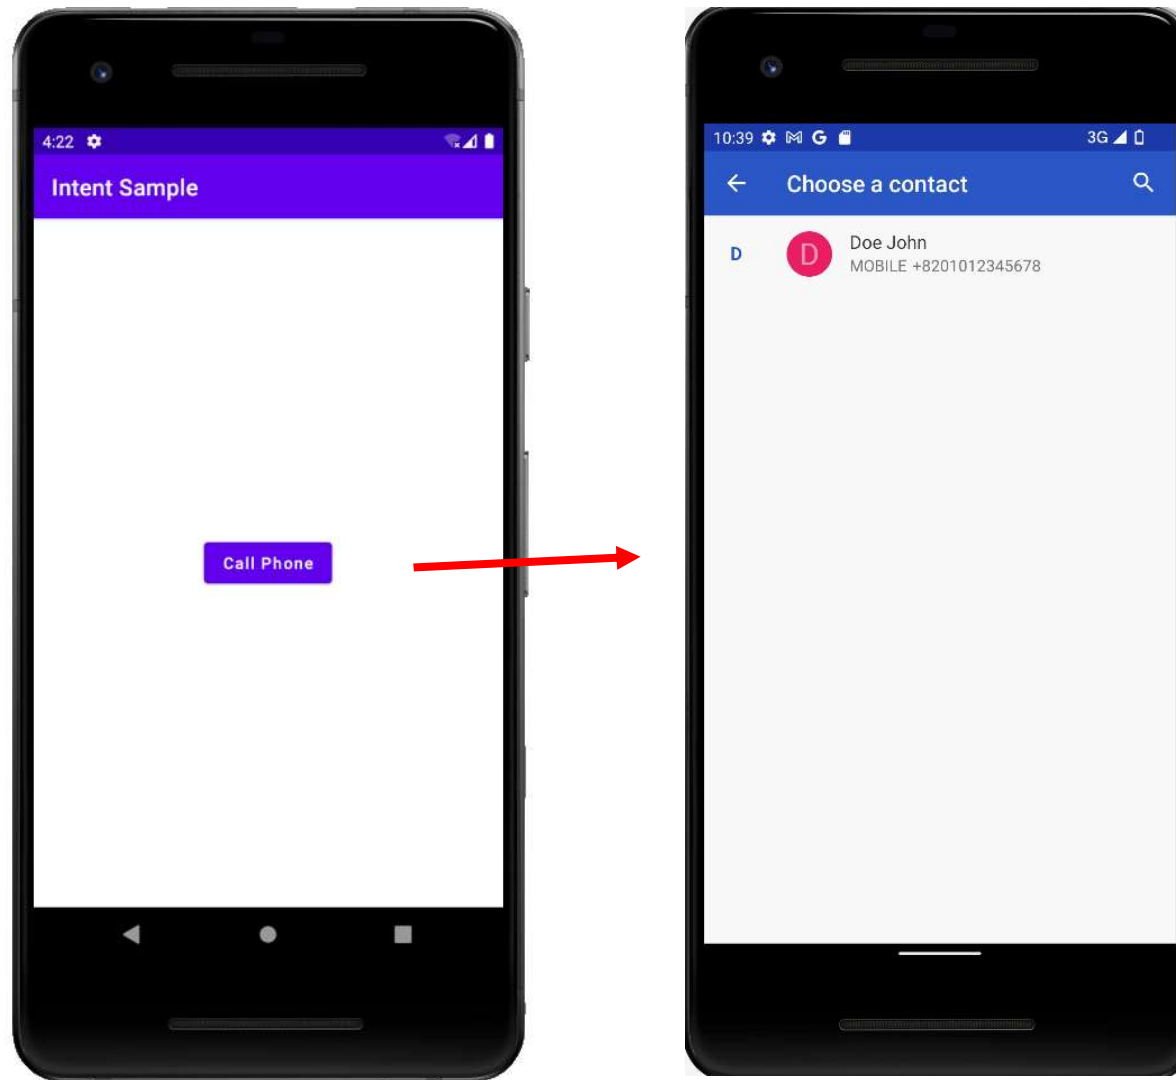 4:22
Intent Sample
Call Phone
10:39 G 3G
Choose a contact
D
D
Doe John
MOBILE +8201012345678